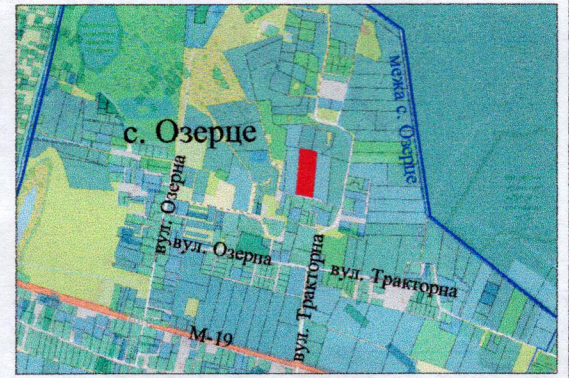 межа с. Озерце
с. Озерце
вул. Озерна
вул. Озерна
вул. Тракторна
вул. Тракторна
М-19